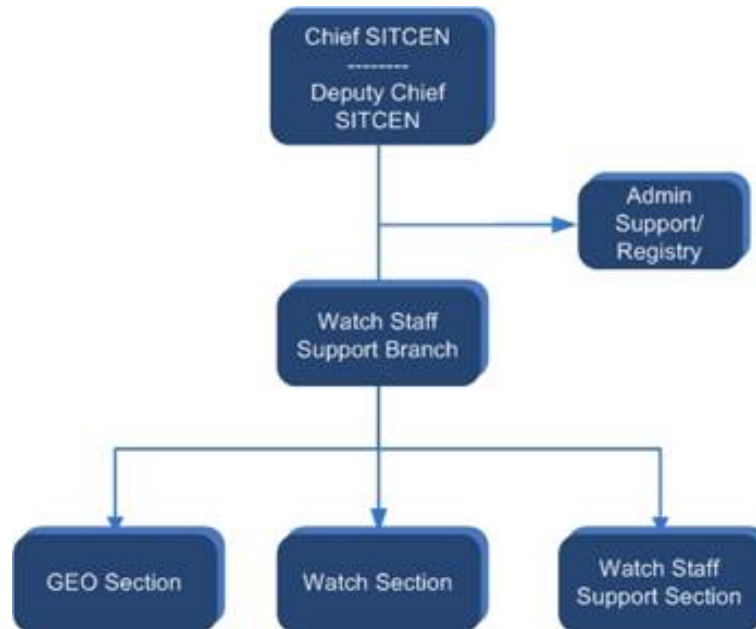 Chief SITCEN
--------
Deputy Chief
SITCEN
Admin
Support/
Registry
Watch Staff
Support Branch
GEO Section
Watch Section
Watch Staff
Support Section